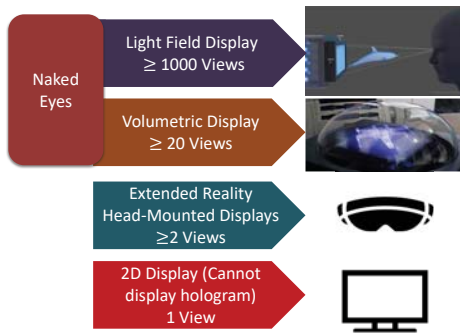 Naked
Eyes
Light Field Display
≥ 1000 Views
Volumetric Display
≥ 20 Views
Extended Reality
Head-Mounted Displays
≥2 Views
2D Display (Cannot
display hologram)
1 View